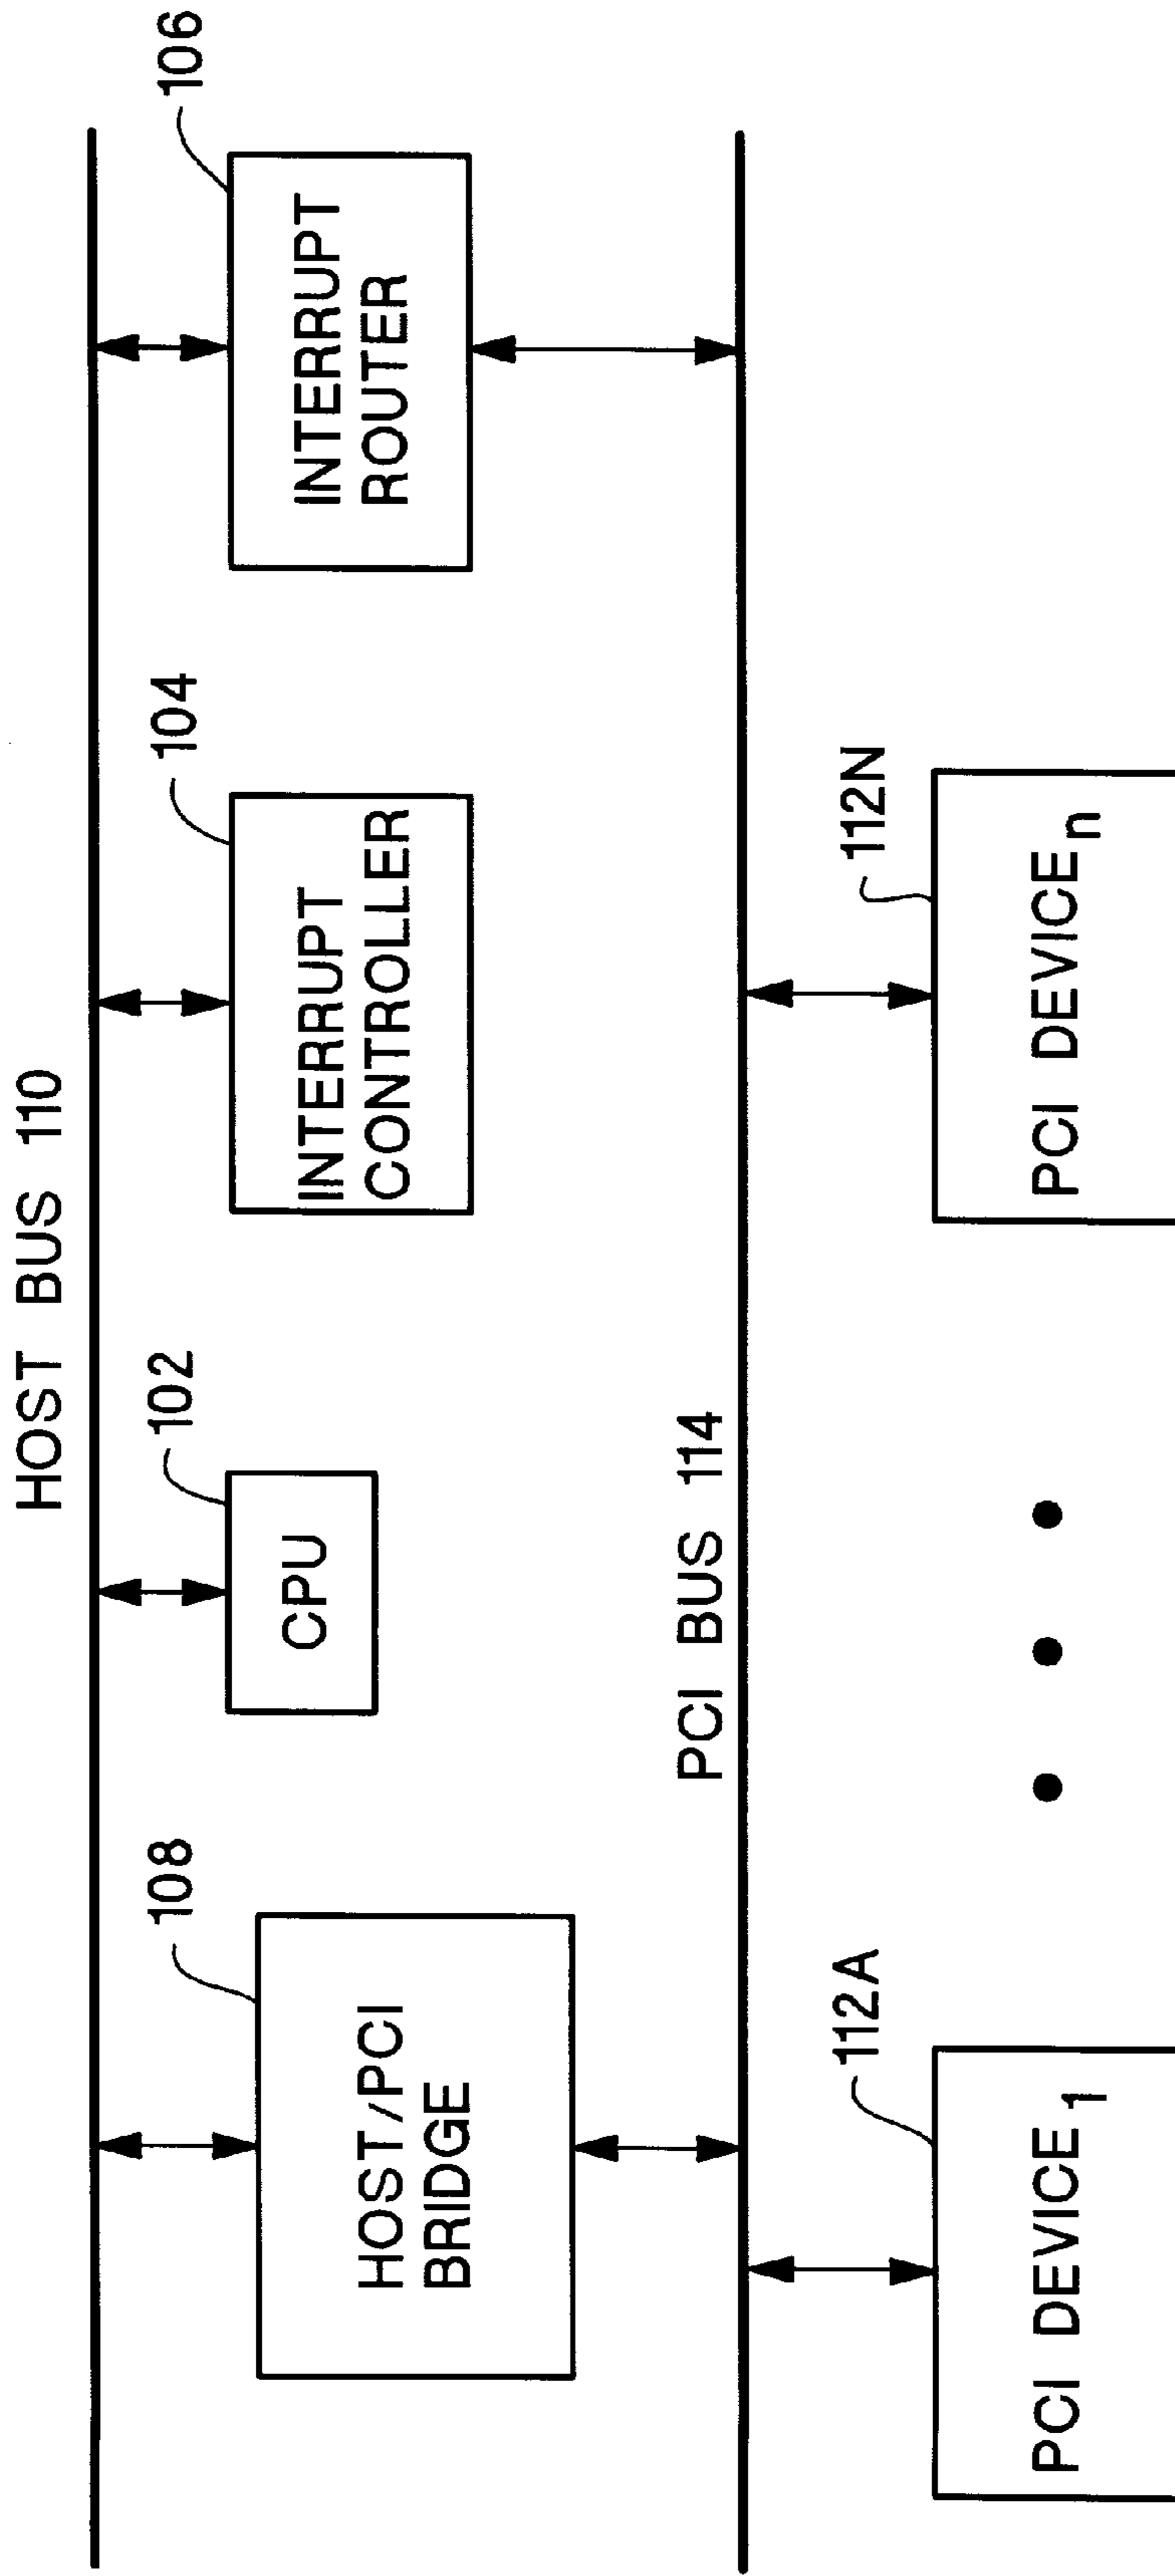 HOST BUS 110
108
HOST/PCI
BRIDGE
102
CPU
104
INTERRUPT
CONTROLLER
106
INTERRUPT
ROUTER
PCI BUS 114
112A
PCI DEVICE1
112N
PCI DEVICEn